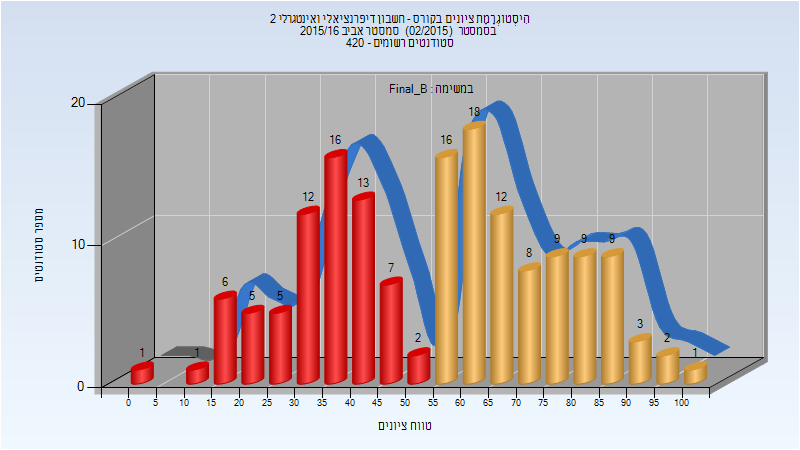 היסטוגרמת ציונים בקורס - חשבון דיפרנציאלי ואינטגרלי 2
בסמסטר (02/2015) סמסטר אביב 2015/16
סטודנטים רשומים - 420
במשימה : Final_B
מספר סטודנטים
20
10
0
1 1 6 5 5 12 16 13 7 2 16 18 12 8 9 9 9 3 2 1
0 5 10 15 20 25 30 35 40 45 50 55 60 65 70 75 80 85 90 95 100
טווח ציונים